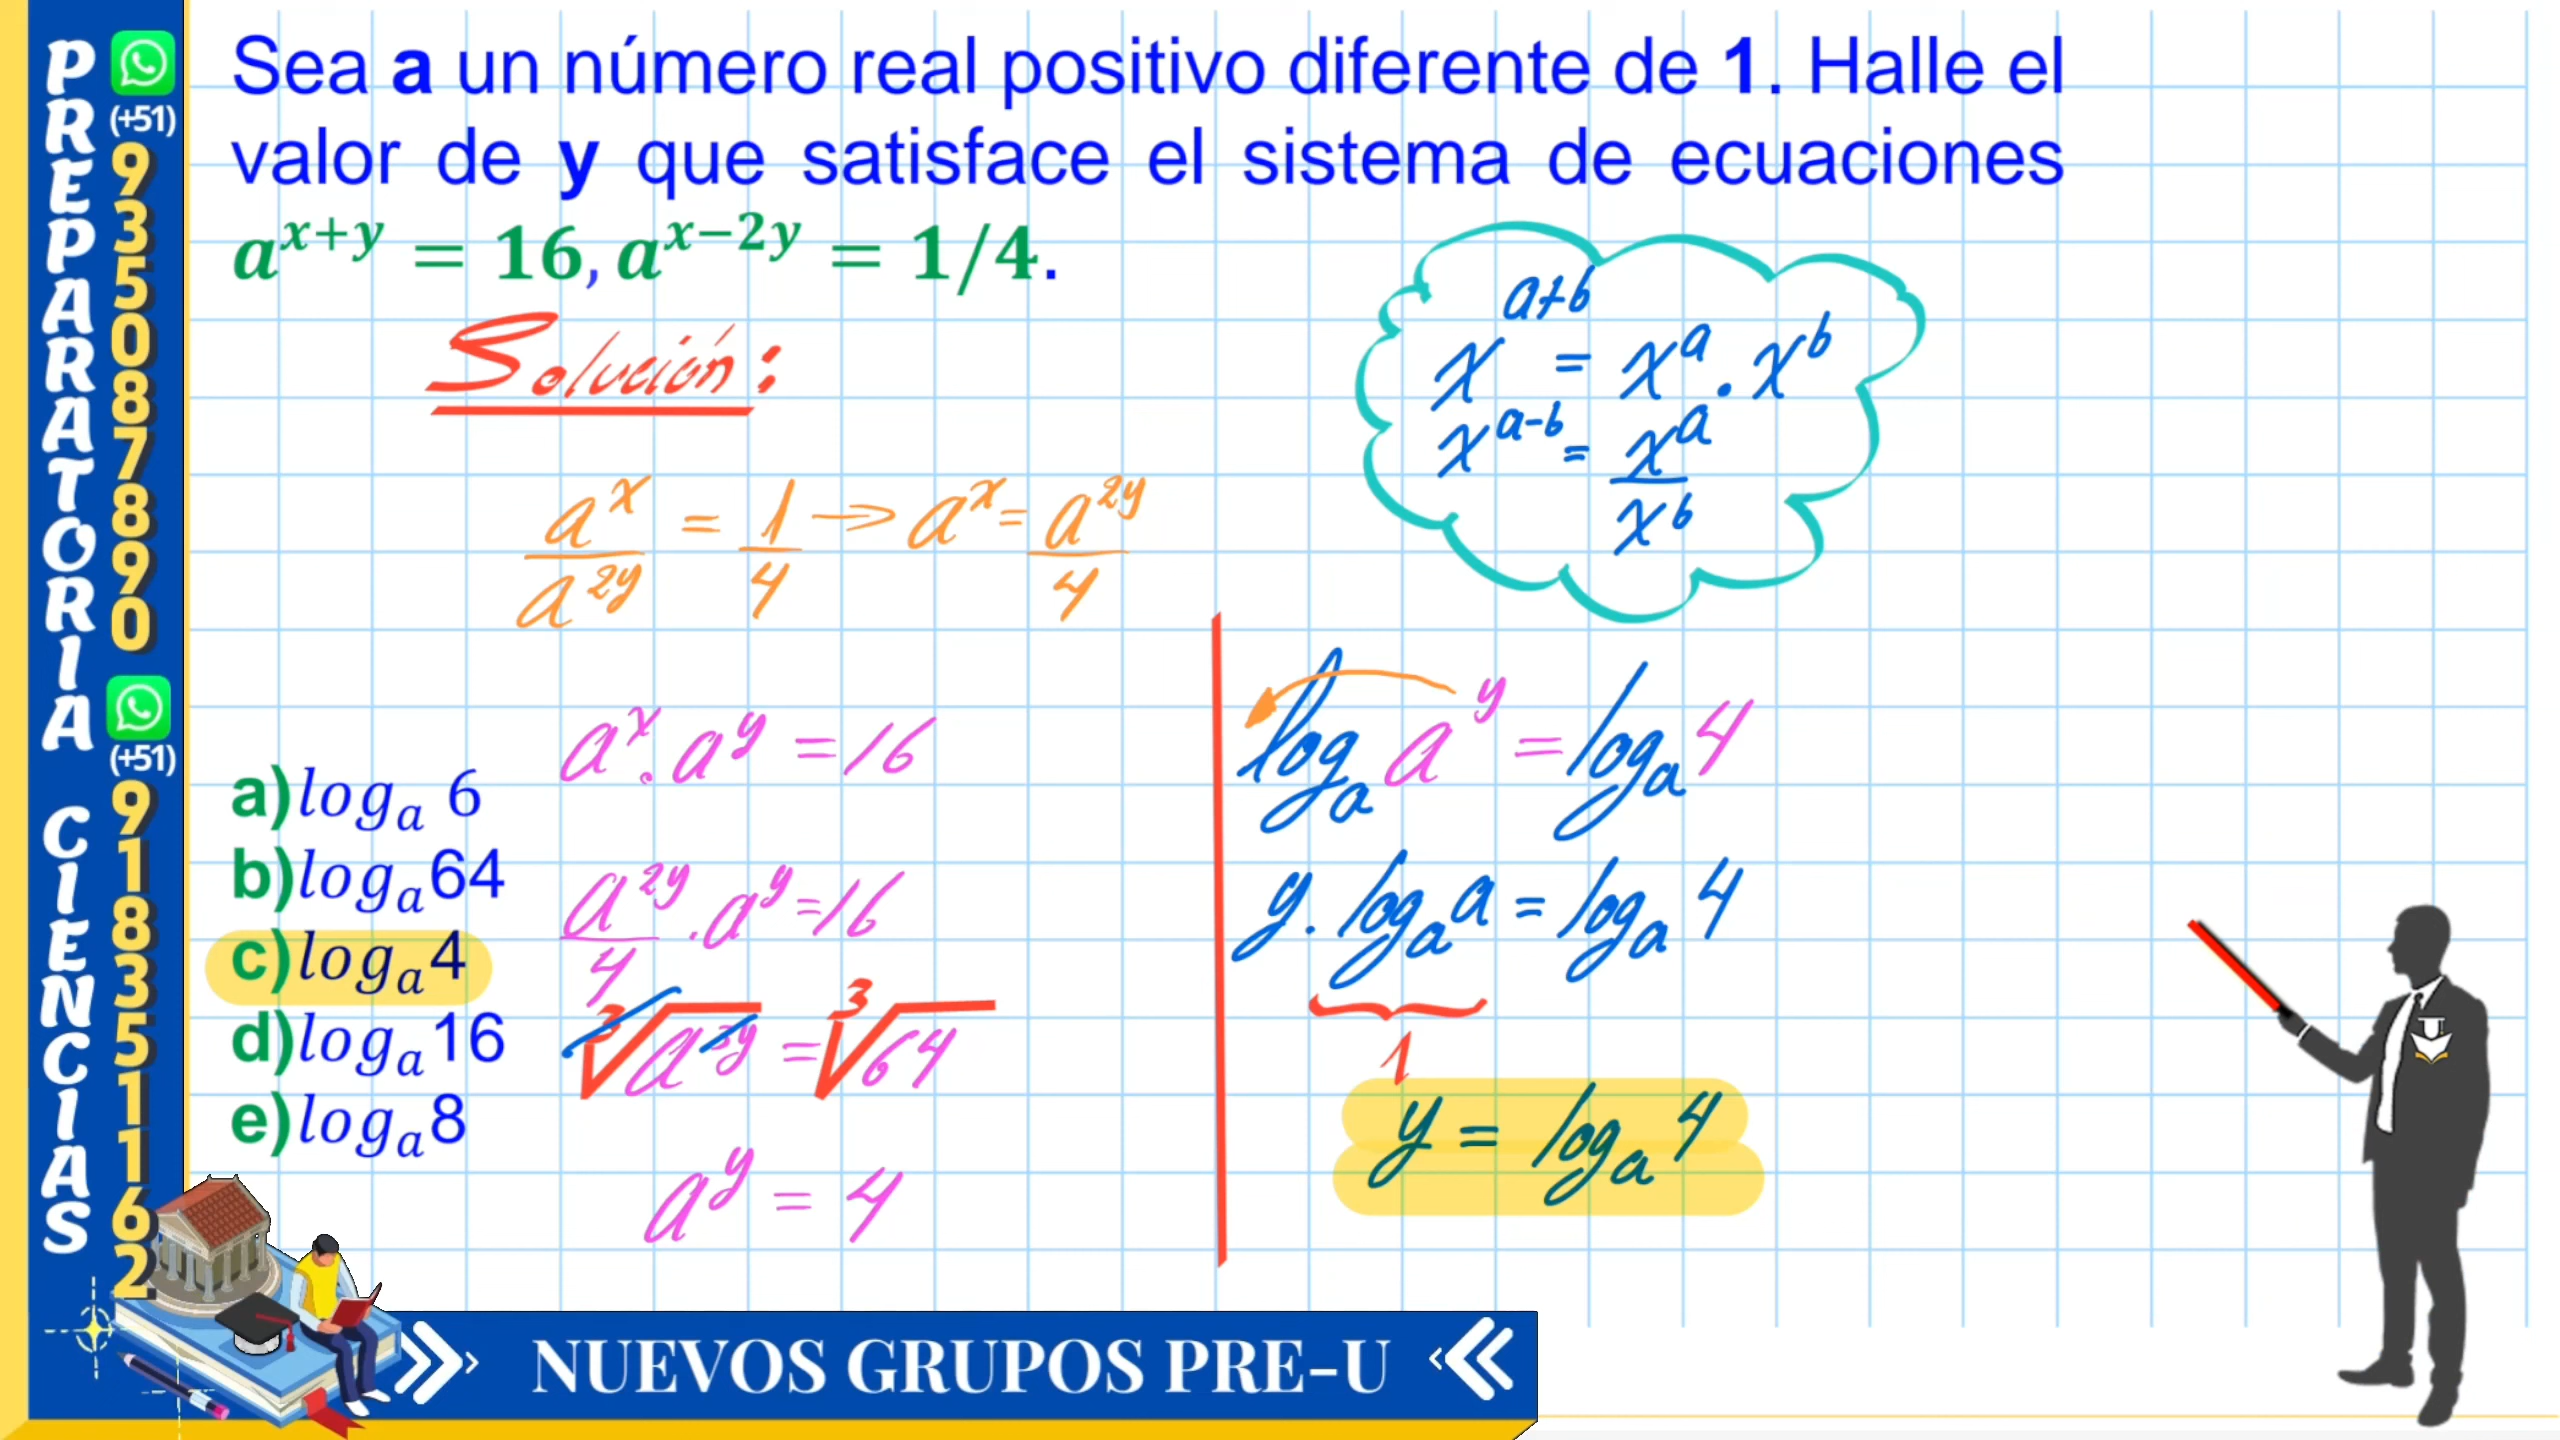 PREPARATORIA CIENCIAS
(+51)
935087890
(+51)
918351162
Sea a un número real positivo diferente de 1. Halle el
valor de y que satisface el sistema de ecuaciones
a^{x+y} = 16, a^{x-2y} = 1/4.
Solución:
x^{a+b} = x^a . x^b
x^{a-b} = x^a / x^b
a^x / a^{2y} = 1/4 → a^x = a^{2y} / 4
a^x . a^y = 16
a^{2y} / 4 . a^y = 16
∛a^{3y} = ∛64
a^y = 4
log_a a^y = log_a 4
y . log_a a = log_a 4
1
y = log_a 4
a) log_a 6
b) log_a 64
c) log_a 4
d) log_a 16
e) log_a 8
NUEVOS GRUPOS PRE-U